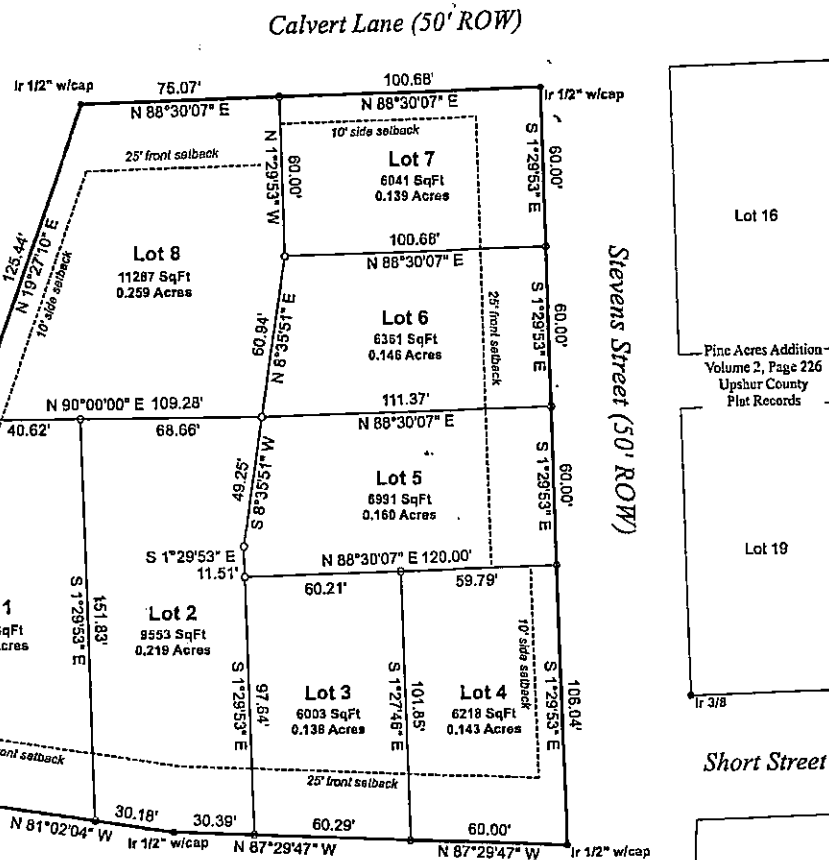 Calvert Lane (50' ROW)
Ir 1/2" w/cap
75.07'
N 88°30'07" E
100.68'
N 88°30'07" E
Ir 1/2" w/cap
10' side setback
25' front setback
N 1°29'53" W
60.00'
Lot 7
6041 SqFt
0.139 Acres
S 1°29'53" E
60.00'
Lot 16
125.44'
N 19°27'10" E
10' side setback
Lot 8
11287 SqFt
0.259 Acres
100.68'
N 88°30'07" E
60.94'
N 8°35'51" E
Lot 6
6361 SqFt
0.146 Acres
25' front setback
S 1°29'53" E
60.00'
Stevens Street (50' ROW)
Pine Acres Addition
Volume 2, Page 226
Upshur County
Plat Records
N 90°00'00" E 109.28'
40.62'
68.66'
111.37'
N 88°30'07" E
49.25'
S 8°35'51" W
Lot 5
6991 SqFt
0.160 Acres
S 1°29'53" E
60.00'
Lot 19
S 1°29'53" E
11.51'
N 88°30'07" E 120.00'
60.21'
59.79'
1
qFt
cres
S 1°29'53" E
151.83'
Lot 2
9553 SqFt
0.219 Acres
S 1°29'53" E
97.64'
Lot 3
6003 SqFt
0.138 Acres
S 1°27'46" E
101.85'
Lot 4
6218 SqFt
0.143 Acres
10' side setback
S 1°29'53" E
106.04'
Ir 3/8
Short Street
ont setback
25' front setback
N 81°02'04" W
30.18'
Ir 1/2" w/cap
30.39'
60.29'
N 87°29'47" W
60.00'
N 87°29'47" W
Ir 1/2" w/cap